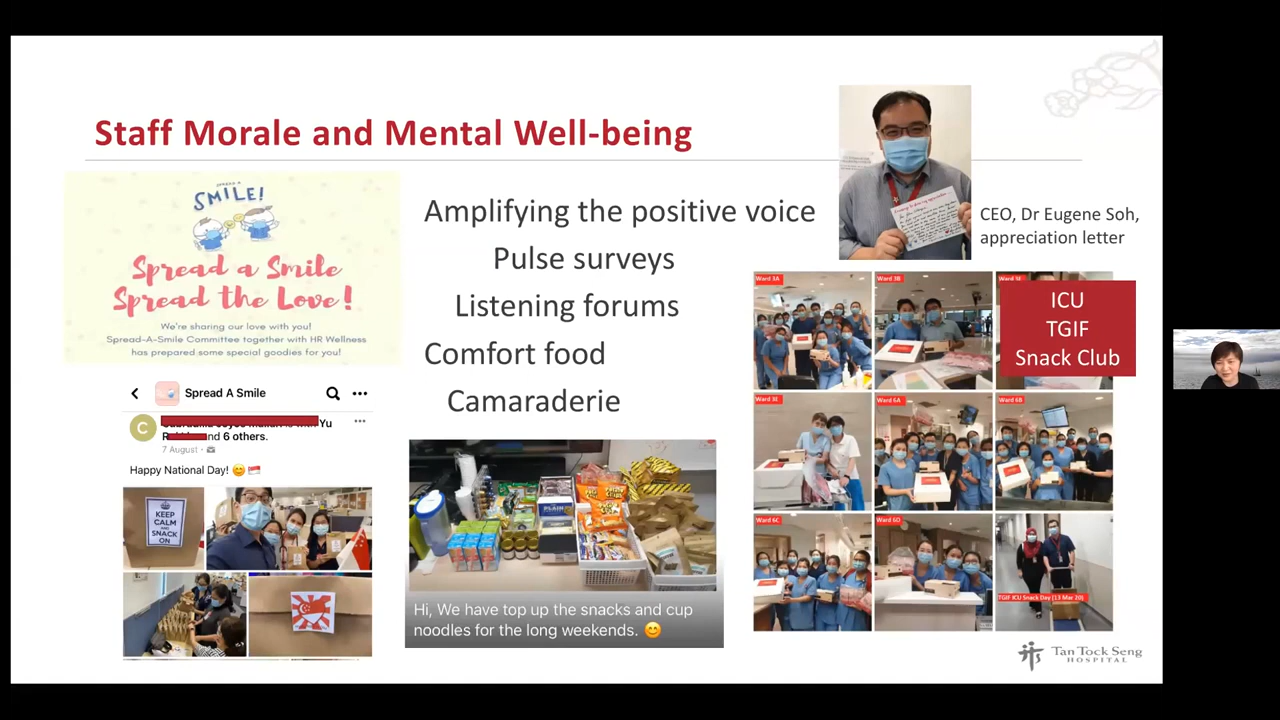 Staff Morale and Mental Well-being
SPREAD A
SMILE!
Spread a Smile
Spread the Love!
We're sharing our love with you!
Spread-A-Smile Committee together with HR Wellness
has prepared some special goodies for you!
Amplifying the positive voice
Pulse surveys
Listening forums
Comfort food
Camaraderie
CEO, Dr Eugene Soh,
appreciation letter
Spread A Smile
C
Yu
R
nd 6 others.
7 August
Happy National Day! 😊 🇸🇬
KEEP
CALM
AND
SNACK
ON
Hi, We have top up the snacks and cup
noodles for the long weekends. 😊
Ward 3A
Ward 3B
ICU
TGIF
Snack Club
Ward 3E
Ward 6A
Ward 6B
Ward 6C
Ward 6D
TGIF ICU Snack Day (13 Mar 20)
Tan Tock Seng
HOSPITAL